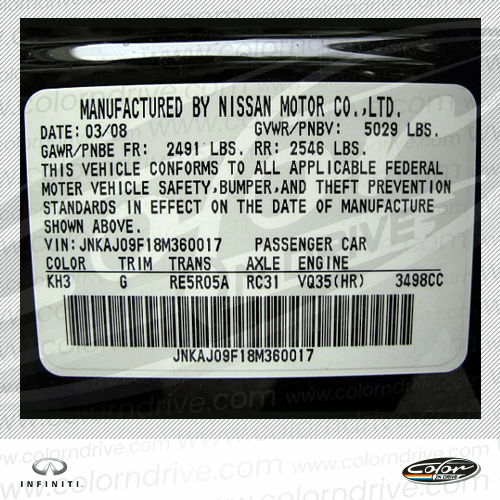 MANUFACTURED BY NISSAN MOTOR CO.,LTD.
DATE: 03/08 GVWR/PNBV: 5029 LBS.
GAWR/PNBE FR: 2491 LBS. RR: 2546 LBS.
THIS VEHICLE CONFORMS TO ALL APPLICABLE FEDERAL
MOTER VEHICLE SAFETY,BUMPER,AND THEFT PREVENTION
STANDARDS IN EFFECT ON THE DATE OF MANUFACTURE
SHOWN ABOVE.
VIN:JNKAJ09F18M360017 PASSENGER CAR
COLOR TRIM TRANS AXLE ENGINE
KH3 G RE5R05A RC31 VQ35(HR) 3498CC
JNKAJ09F18M360017
www.colorndrive.com
INFINITI
Color
N DRIVE